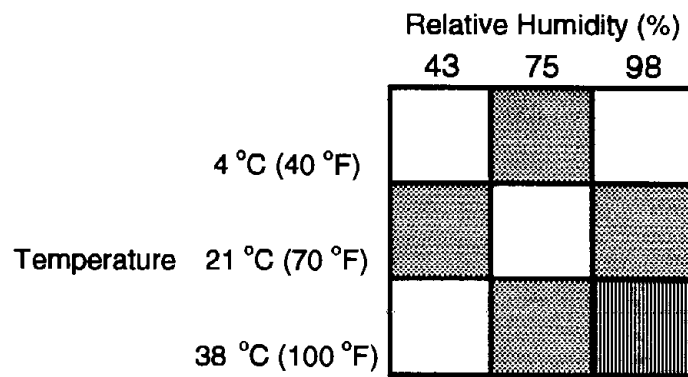 Relative Humidity (%)
43 75 98
4 °C (40 °F)
Temperature 21 °C (70 °F)
38 °C (100 °F)